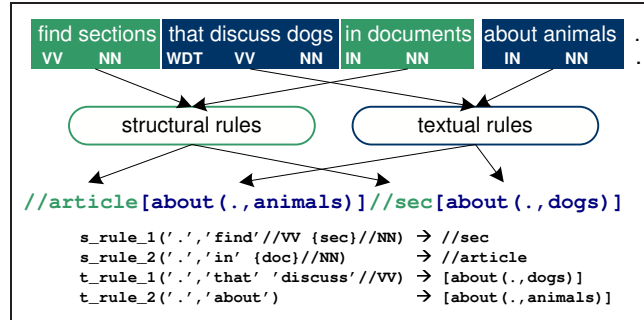 find sections that discuss dogs in documents about animals .
VV NN WDT VV NN IN NN IN NN .
structural rules textual rules
//article[about(.,animals)]//sec[about(.,dogs)]
s_rule_1('.','find'//VV {sec}//NN) → //sec
s_rule_2('.','in' {doc}//NN) → //article
t_rule_1('.','that' 'discuss'//VV) → [about(.,dogs)]
t_rule_2('.','about') → [about(.,animals)]